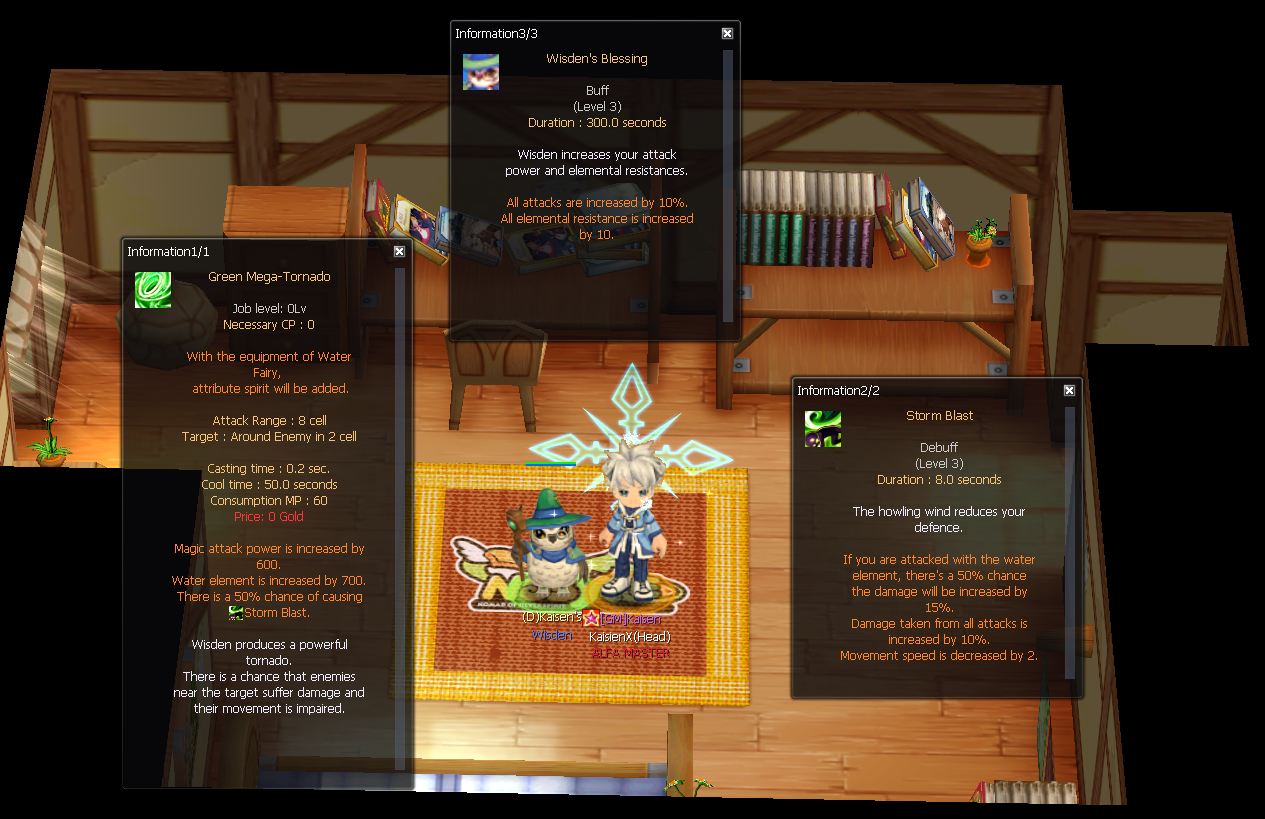 Information3/3
Wisden's Blessing
Buff
(Level 3)
Duration : 300.0 seconds
Wisden increases your attack
power and elemental resistances.
All attacks are increased by 10%.
All elemental resistance is increased
by 10.
Information1/1
Green Mega-Tornado
Job level: 0Lv
Necessary CP : 0
With the equipment of Water
Fairy,
attribute spirit will be added.
Attack Range : 8 cell
Target : Around Enemy in 2 cell
Casting time : 0.2 sec.
Cool time : 50.0 seconds
Consumption MP : 60
Price: 0 Gold
Magic attack power is increased by
600.
Water element is increased by 700.
There is a 50% chance of causing
Storm Blast.
Wisden produces a powerful
tornado.
There is a chance that enemies
near the target suffer damage and
their movement is impaired.
Information2/2
Storm Blast
Debuff
(Level 3)
Duration : 8.0 seconds
The howling wind reduces your
defence.
If you are attacked with the water
element, there's a 50% chance
the damage will be increased by
15%.
Damage taken from all attacks is
increased by 10%.
Movement speed is decreased by 2.
(D)Kaisen's
Wisden
[GM]Kaisen
KaisienX(Head)
ALFA MASTER